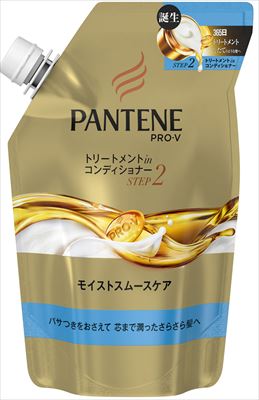 誕生
365日
トリートメント
STEP2
トリートメントin
コンディショナー
PANTENE
PRO-V
トリートメントin
コンディショナー
STEP2
PRO-V
モイストスムースケア
パサつきをおさえて 芯まで潤ったさらさら髪へ